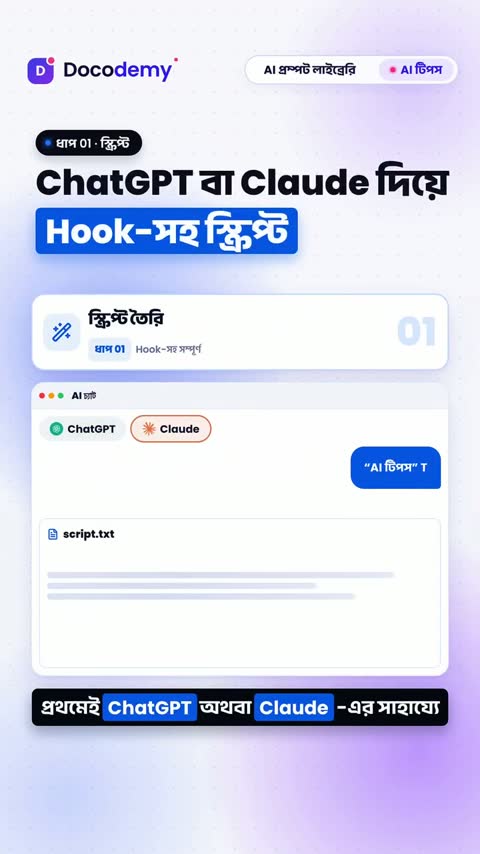 D Docodemy
AI প্রম্পট লাইব্রেরি AI টিপস
ধাপ 01 · স্ক্রিপ্ট
ChatGPT বা Claude দিয়ে
Hook-সহ স্ক্রিপ্ট
স্ক্রিপ্ট তৈরি
ধাপ 01 Hook-সহ সম্পূর্ণ
01
AI চ্যাট
ChatGPT Claude
“AI টিপস” T
script.txt
প্রথমেই ChatGPT অথবা Claude -এর সাহায্যে